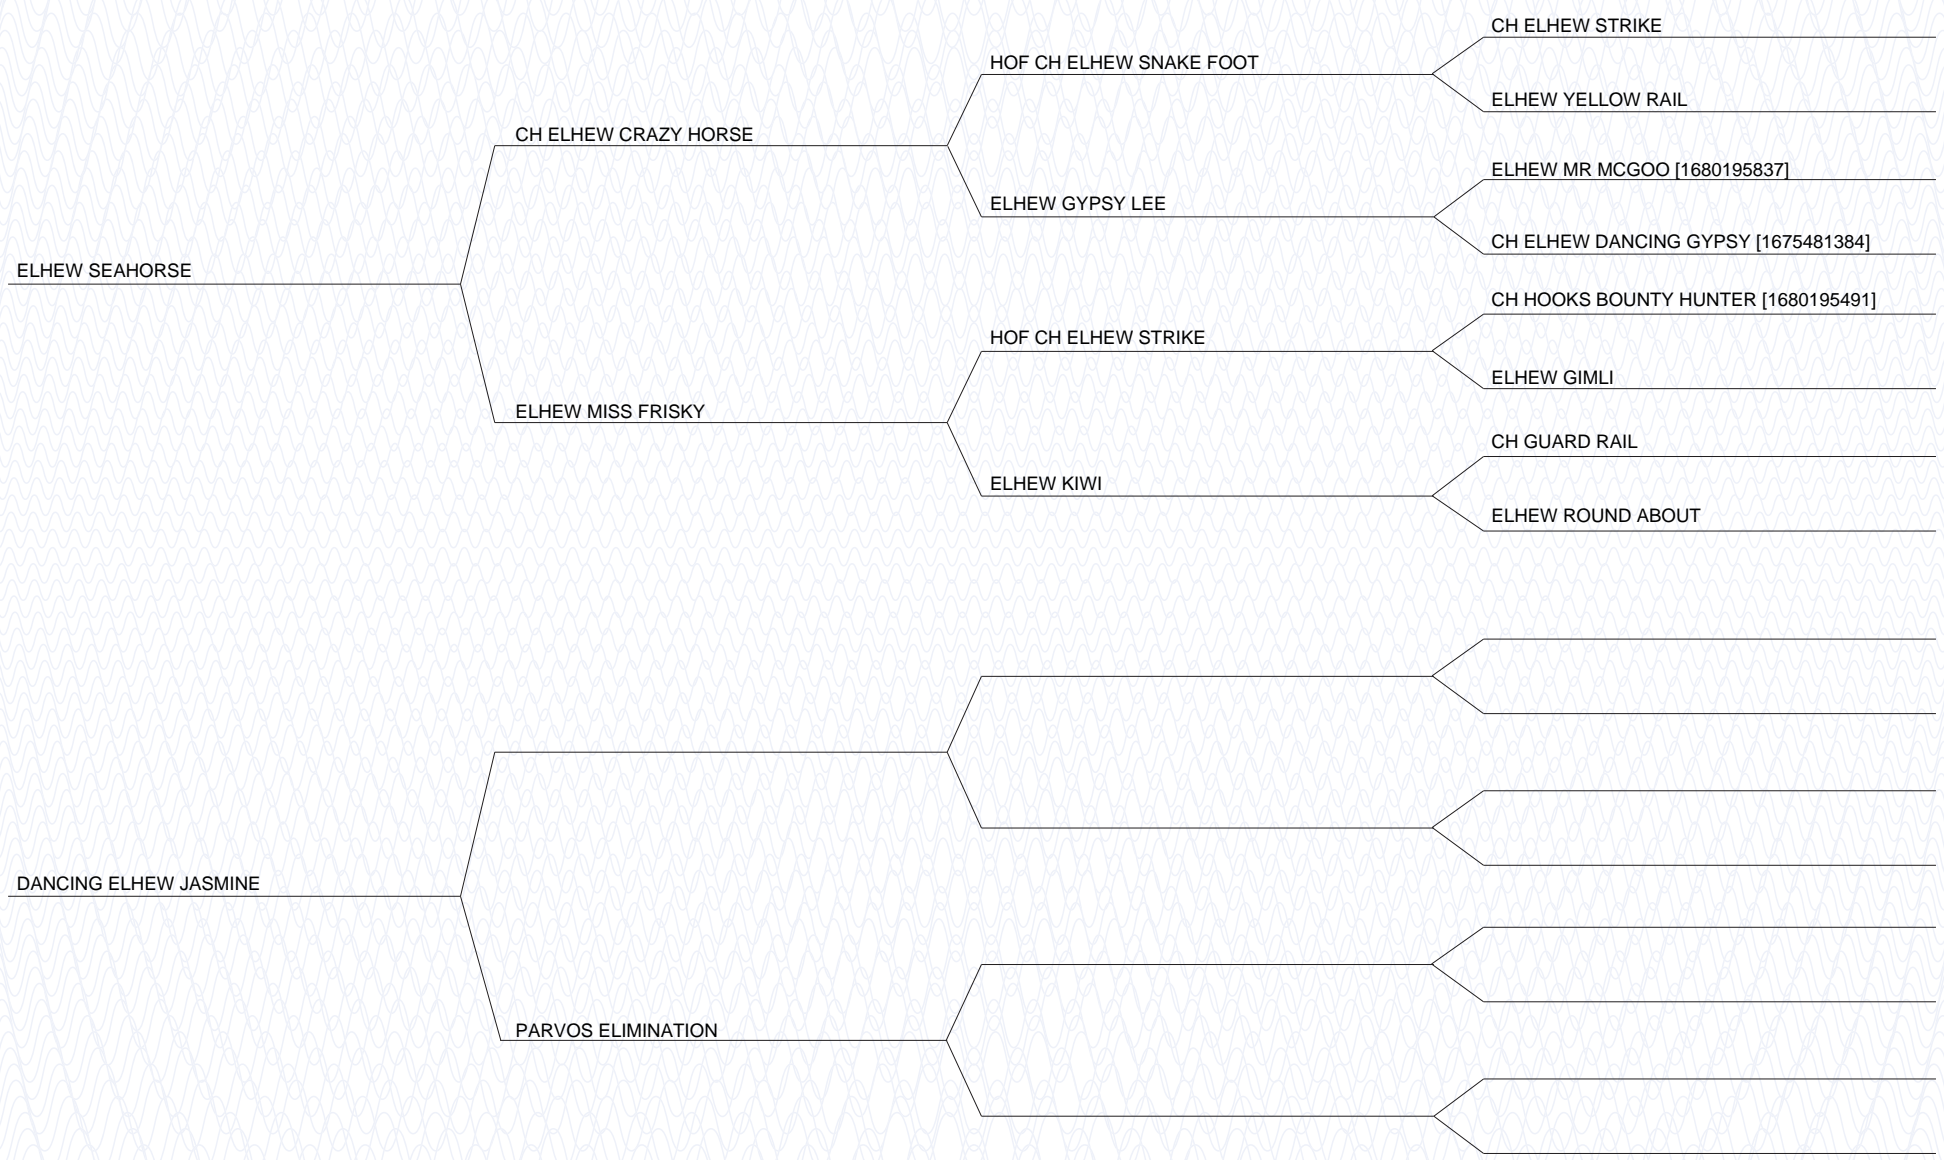 CH ELHEW STRIKE
HOF CH ELHEW SNAKE FOOT
ELHEW YELLOW RAIL
CH ELHEW CRAZY HORSE
ELHEW MR MCGOO [1680195837]
ELHEW GYPSY LEE
CH ELHEW DANCING GYPSY [1675481384]
ELHEW SEAHORSE
CH HOOKS BOUNTY HUNTER [1680195491]
HOF CH ELHEW STRIKE
ELHEW GIMLI
ELHEW MISS FRISKY
CH GUARD RAIL
ELHEW KIWI
ELHEW ROUND ABOUT
DANCING ELHEW JASMINE
PARVOS ELIMINATION